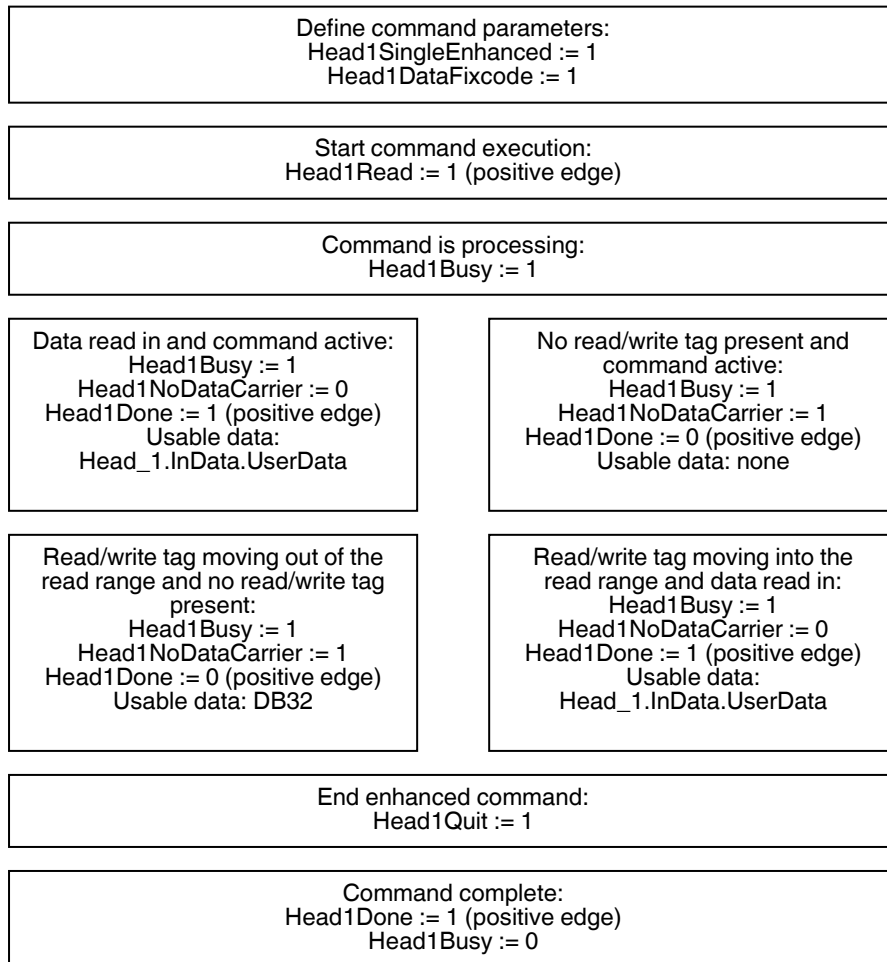 Define command parameters:
Head1SingleEnhanced := 1
Head1DataFixcode := 1
Start command execution:
Head1Read := 1 (positive edge)
Command is processing:
Head1Busy := 1
Data read in and command active:
Head1Busy := 1
Head1NoDataCarrier := 0
Head1Done := 1 (positive edge)
Usable data:
Head_1.InData.UserData
No read/write tag present and
command active:
Head1Busy := 1
Head1NoDataCarrier := 1
Head1Done := 0 (positive edge)
Usable data: none
Read/write tag moving out of the
read range and no read/write tag
present:
Head1Busy := 1
Head1NoDataCarrier := 1
Head1Done := 0 (positive edge)
Usable data: DB32
Read/write tag moving into the
read range and data read in:
Head1Busy := 1
Head1NoDataCarrier := 0
Head1Done := 1 (positive edge)
Usable data:
Head_1.InData.UserData
End enhanced command:
Head1Quit := 1
Command complete:
Head1Done := 1 (positive edge)
Head1Busy := 0